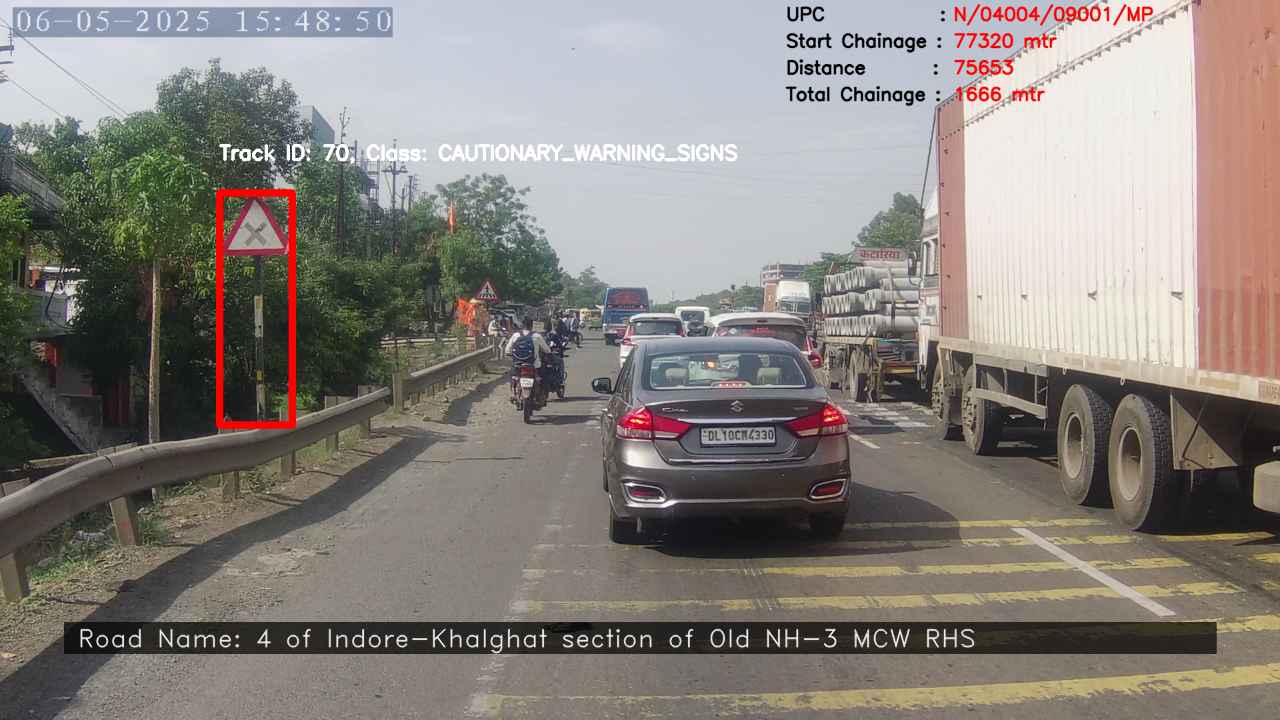 06-05-2025 15:48:50
UPC : N/04004/09001/MP
Start Chainage : 77320 mtr
Distance : 75653
Total Chainage : 1666 mtr
Track ID: 70; Class: CAUTIONARY_WARNING_SIGNS
कटारिया
DL10CM4330
Road Name: 4 of Indore-Khalghat section of Old NH-3 MCW RHS